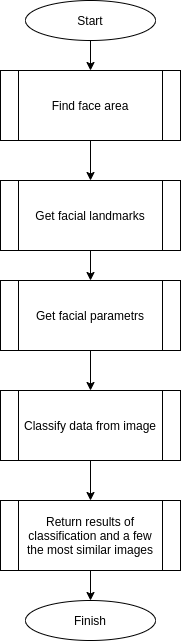 Start
Find face area
Get facial landmarks
Get facial parametrs
Classify data from image
Return results of
classification and a few
the most similar images
Finish